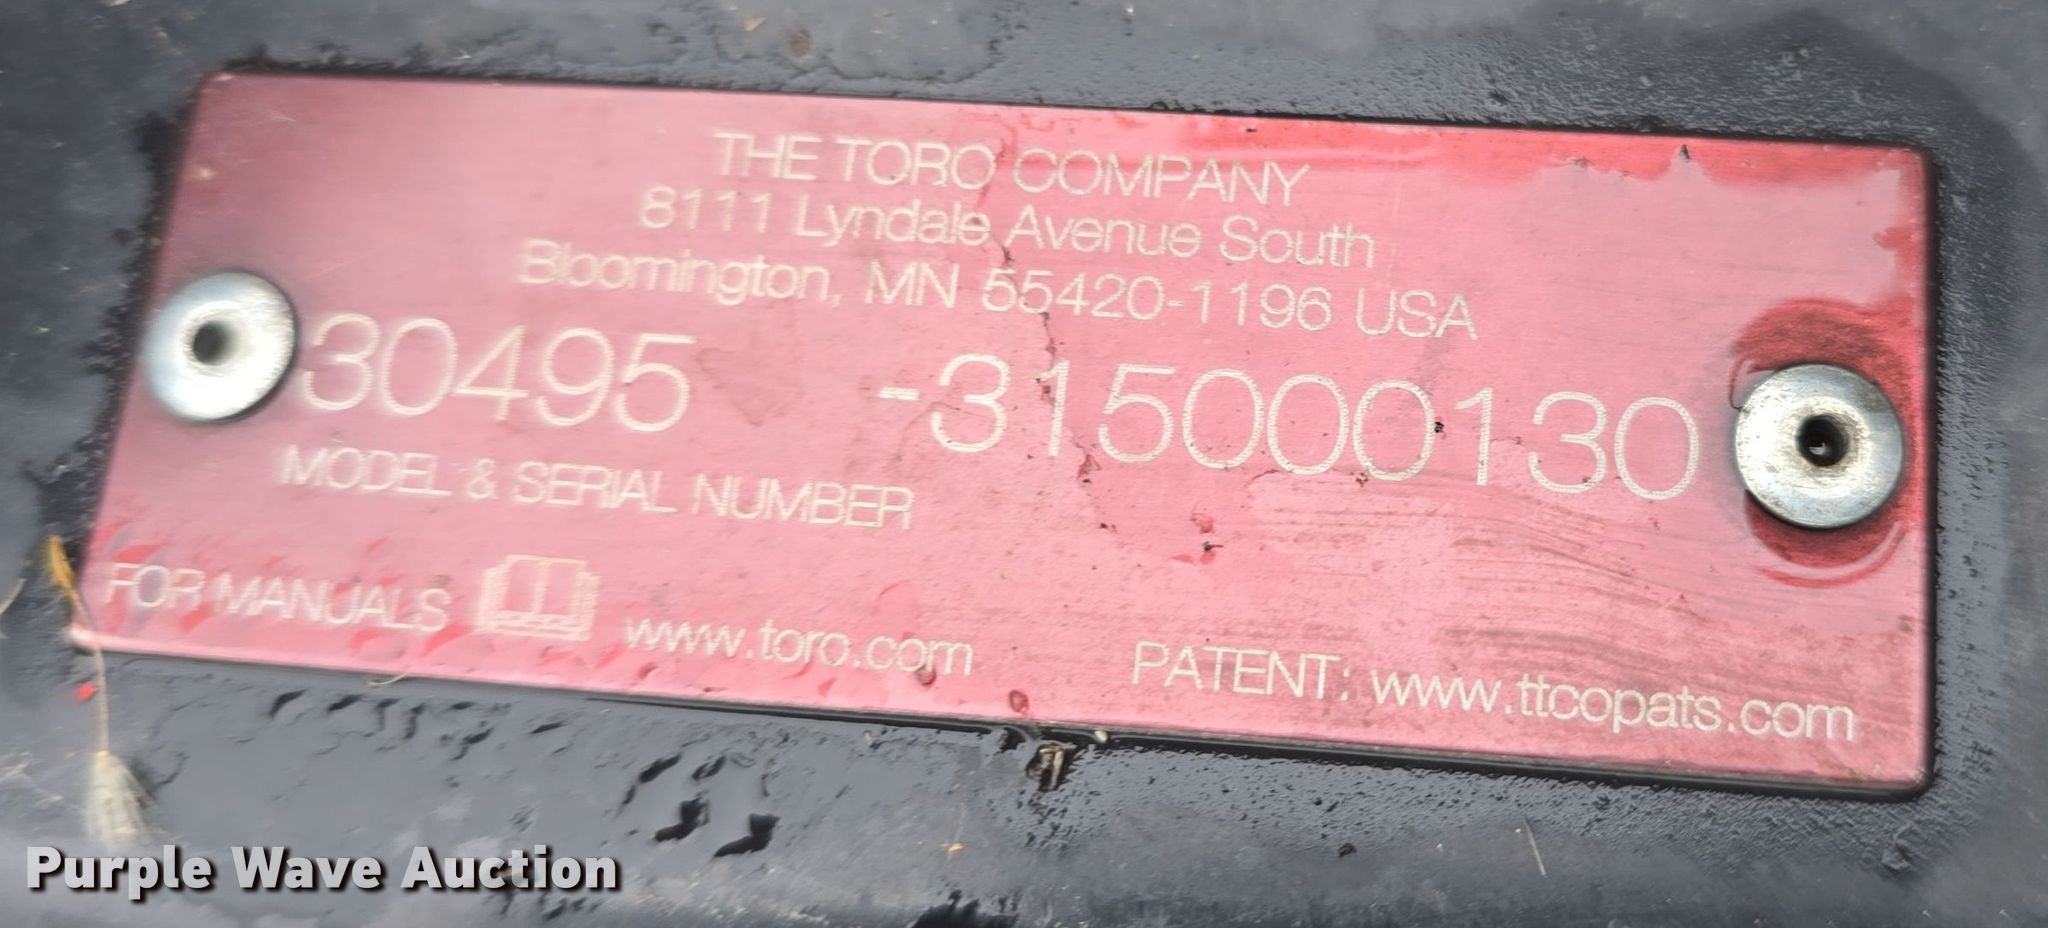 THE TORO COMPANY
8111 Lyndale Avenue South
Bloomington, MN 55420-1196 USA
30495 -315000130
MODEL & SERIAL NUMBER
FOR MANUALS www.toro.com
PATENT: www.ttcopats.com
Purple Wave Auction